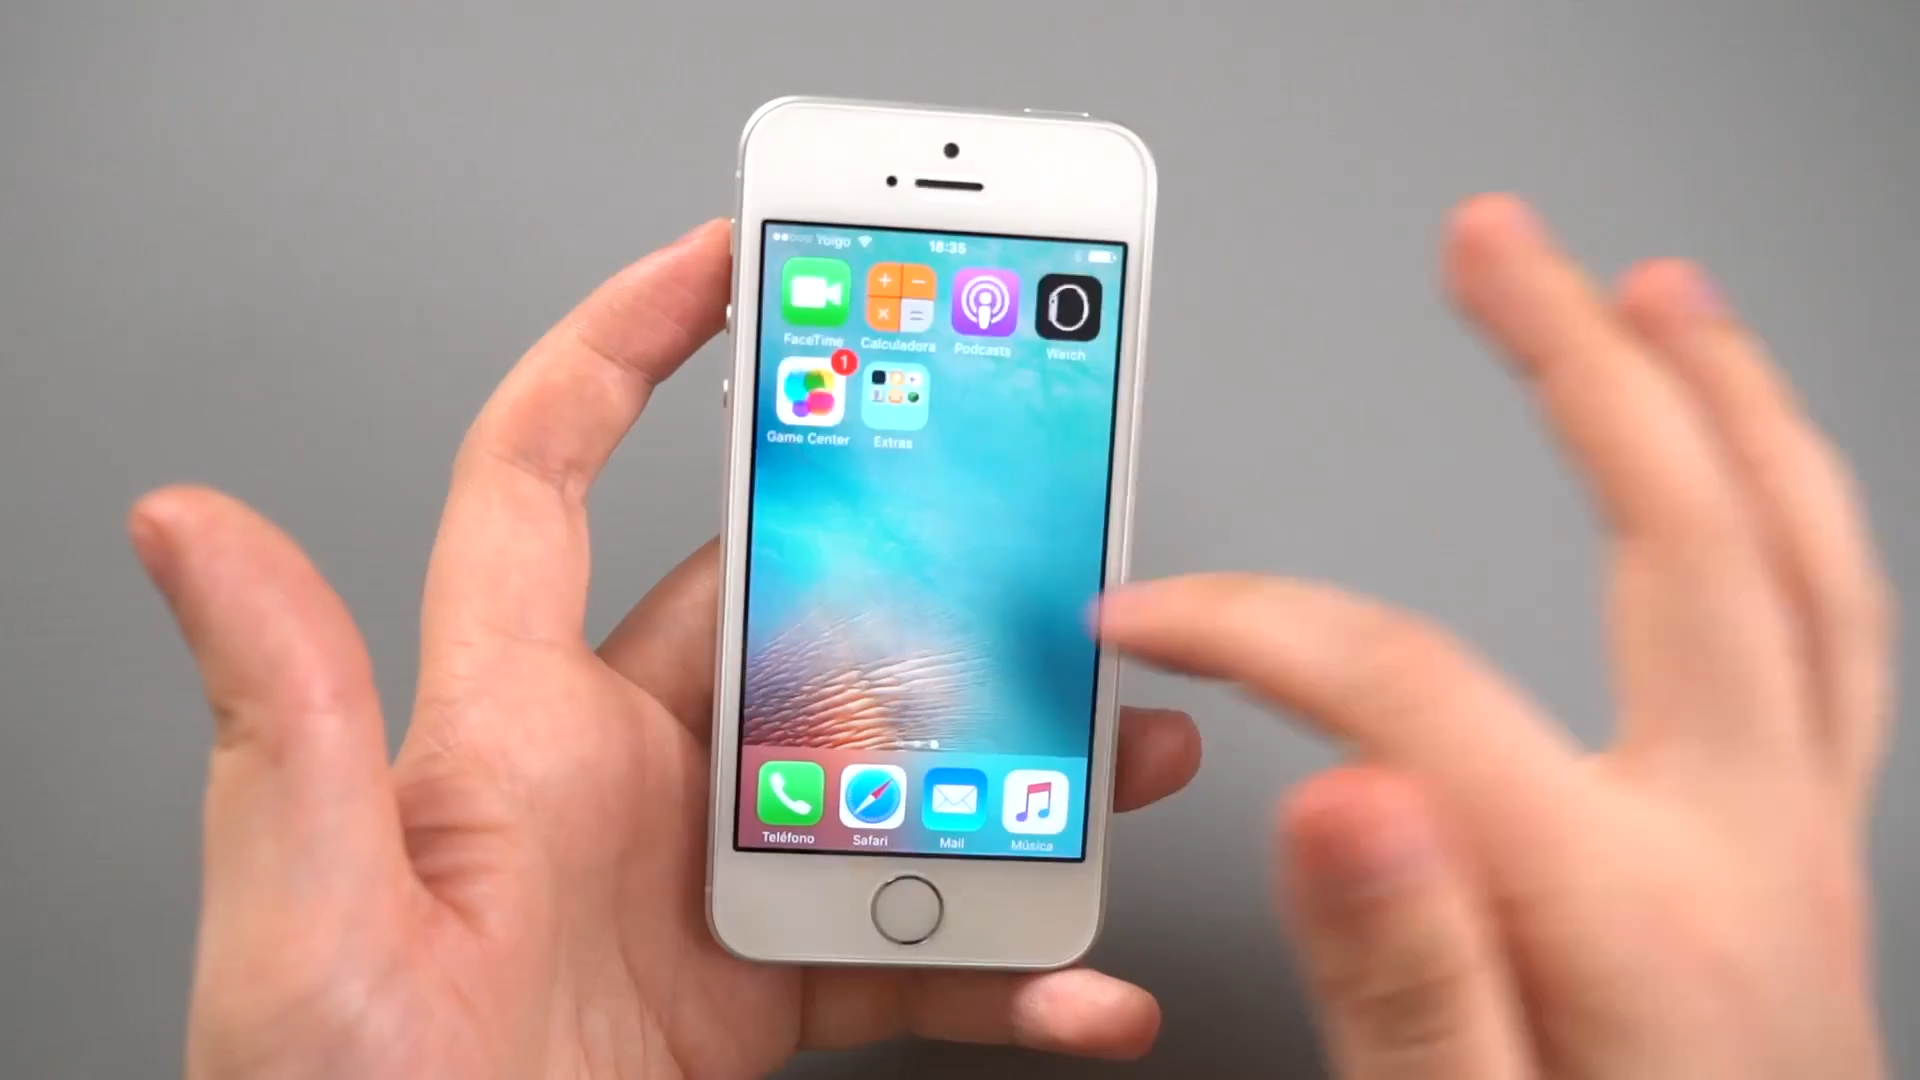 Yoigo 18:35
FaceTime Calculadora Podcasts Watch
1
Game Center Extras
Teléfono Safari Mail Música